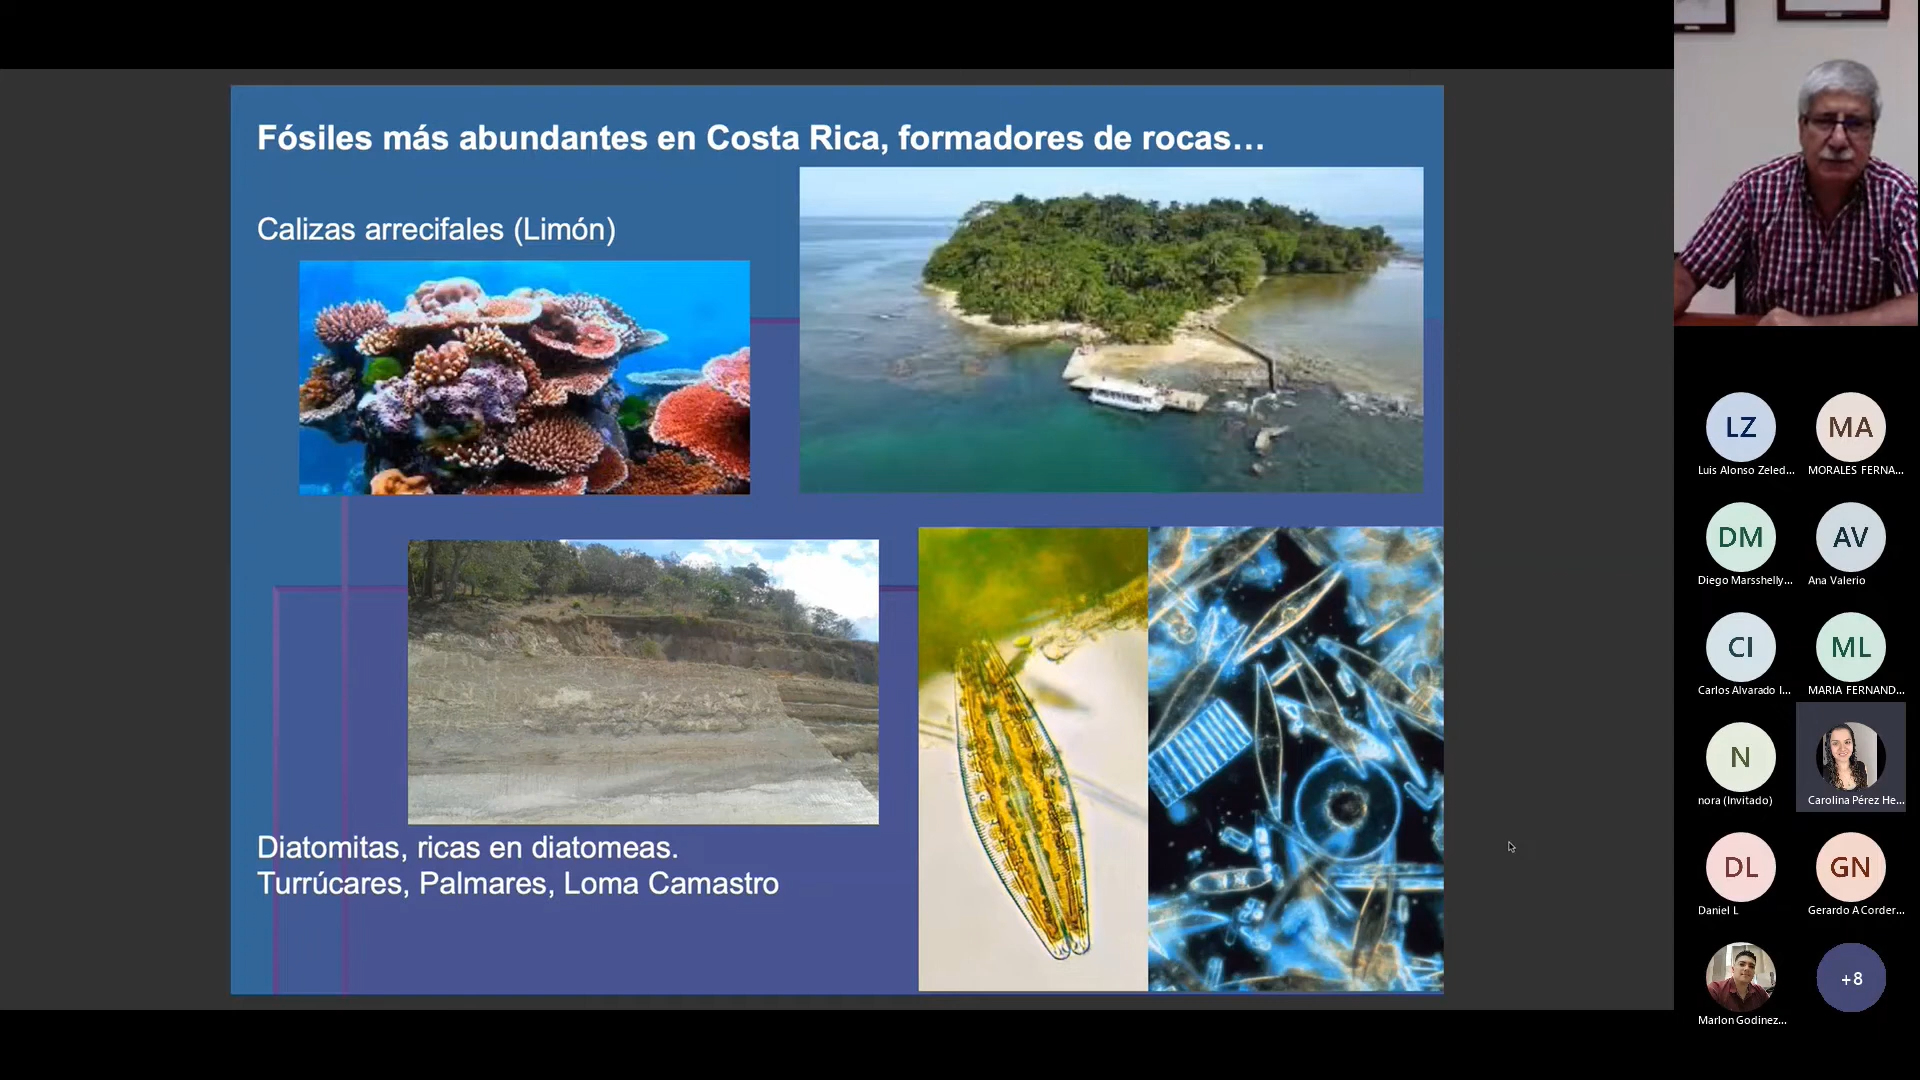 Fósiles más abundantes en Costa Rica, formadores de rocas...
Calizas arrecifales (Limón)
Diatomitas, ricas en diatomeas.
Turrúcares, Palmares, Loma Camastro
LZ
Luis Alonso Zeled...
MA
MORALES FERNA...
DM
Diego Marsshelly...
AV
Ana Valerio
CI
Carlos Alvarado I...
ML
MARIA FERNAND...
N
nora (Invitado)
Carolina Pérez He...
DL
Daniel L
GN
Gerardo A Corder...
Marlon Godinez...
+8